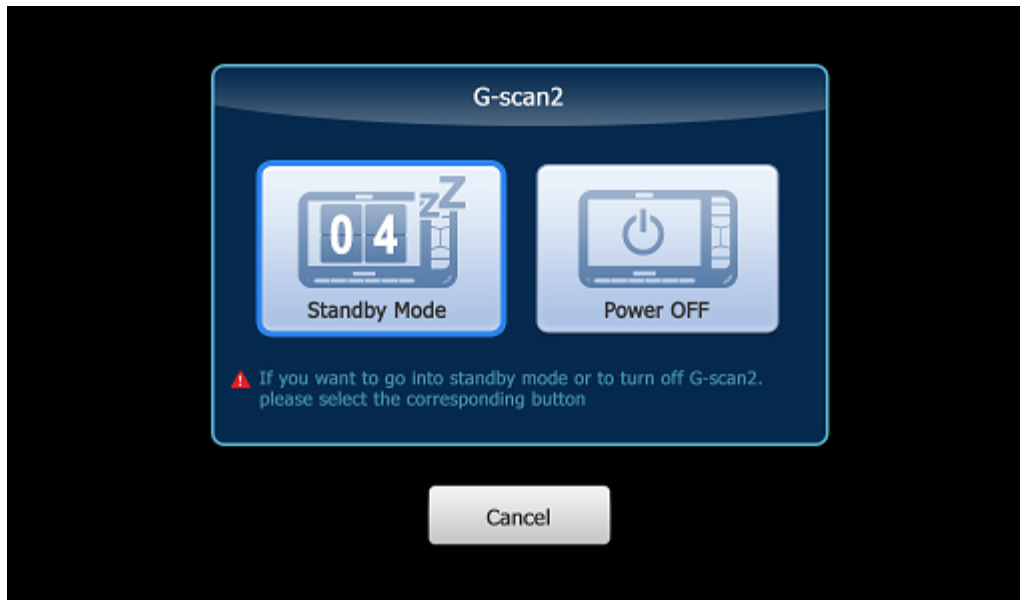 G-scan2
04
zZ
Standby Mode
Power OFF
If you want to go into standby mode or to turn off G-scan2.
please select the corresponding button
Cancel